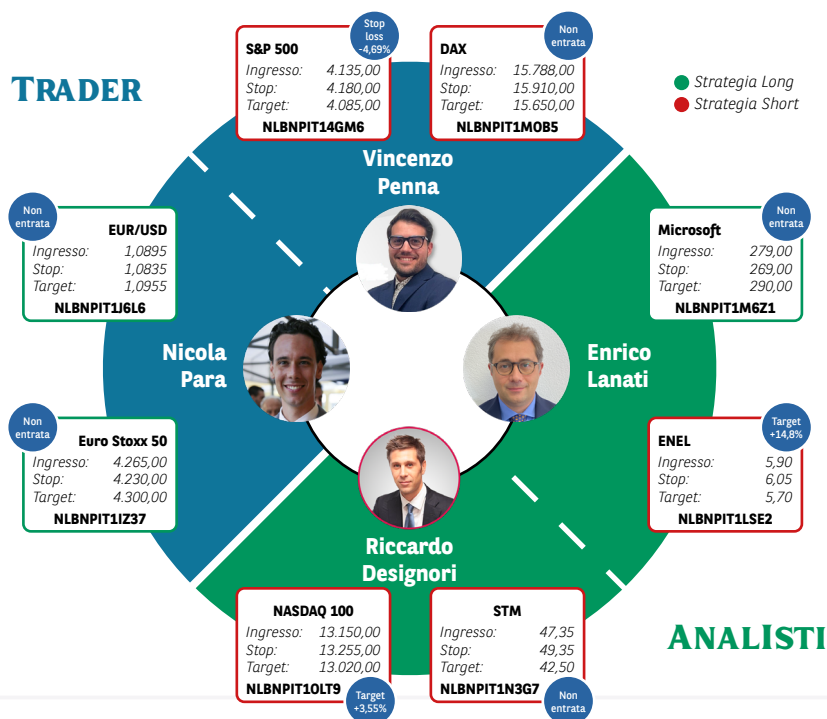 TRADER
S&P 500
Stop
loss
-4,69%
Ingresso: 4.135,00
Stop: 4.180,00
Target: 4.085,00
NLBNPIT14GM6
DAX
Non
entrata
Ingresso: 15.788,00
Stop: 15.910,00
Target: 15.650,00
NLBNPIT1MOB5
Strategia Long
Strategia Short
Vincenzo
Penna
Non
entrata
EUR/USD
Ingresso: 1,0895
Stop: 1,0835
Target: 1,0955
NLBNPIT1J6L6
Microsoft
Non
entrata
Ingresso: 279,00
Stop: 269,00
Target: 290,00
NLBNPIT1M6Z1
Nicola
Para
Enrico
Lanati
Non
entrata
Euro Stoxx 50
Ingresso: 4.265,00
Stop: 4.230,00
Target: 4.300,00
NLBNPIT1IZ37
ENEL
Target
+14,8%
Ingresso: 5,90
Stop: 6,05
Target: 5,70
NLBNPIT1LSE2
Riccardo
Designori
NASDAQ 100
Ingresso: 13.150,00
Stop: 13.255,00
Target: 13.020,00
NLBNPIT1OLT9
Target
+3,55%
STM
Ingresso: 47,35
Stop: 49,35
Target: 42,50
NLBNPIT1N3G7
Non
entrata
ANALISTI